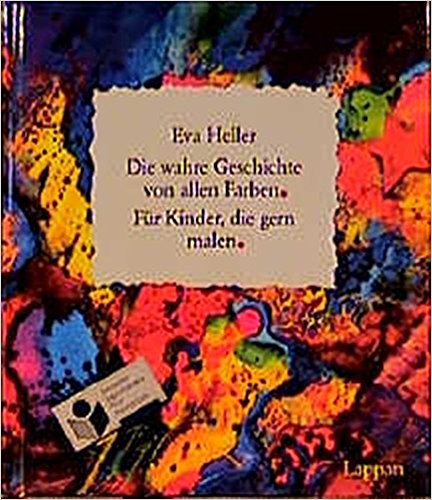 Eva Heller
Die wahre Geschichte
von allen Farben.
Für Kinder, die gern
malen.
Lappan